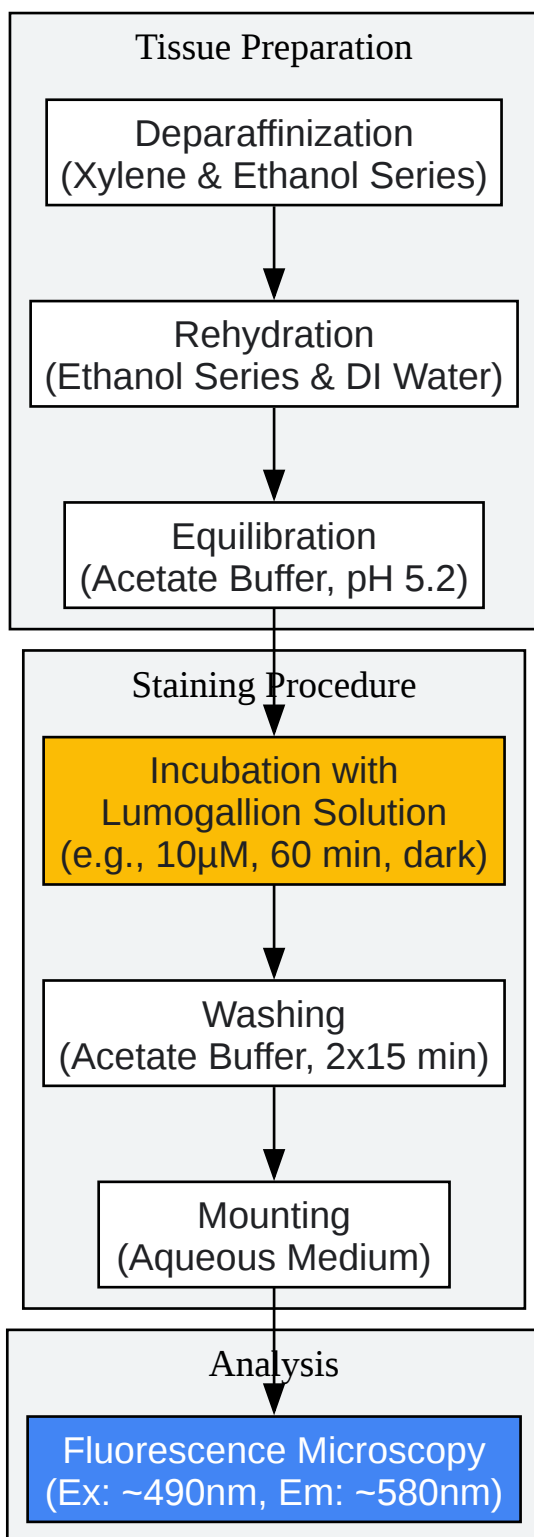 Tissue Preparation
Deparaffinization
(Xylene & Ethanol Series)
Rehydration
(Ethanol Series & DI Water)
Equilibration
(Acetate Buffer, pH 5.2)
Staining Procedure
Incubation with
Lumogallion Solution
(e.g., 10µM, 60 min, dark)
Washing
(Acetate Buffer, 2x15 min)
Mounting
(Aqueous Medium)
Analysis
Fluorescence Microscopy
(Ex: ~490nm, Em: ~580nm)